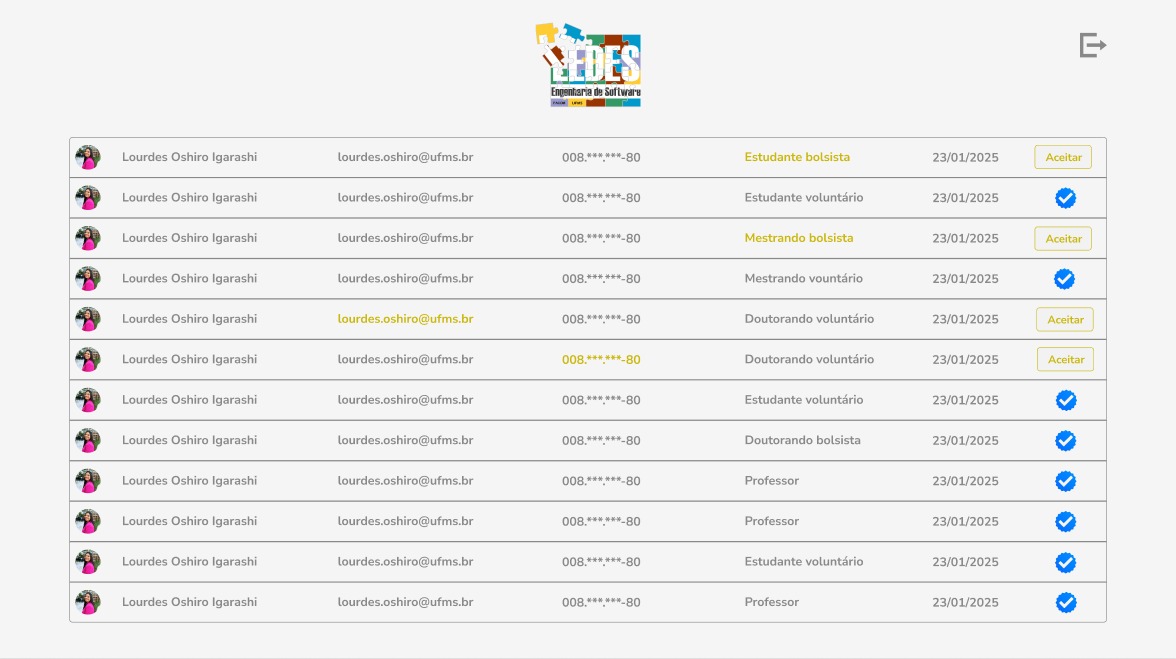 LEDES
Engenharia de Software
FACOM UFMS
Lourdes Oshiro Igarashi lourdes.oshiro@ufms.br 008.***.***-80 Estudante bolsista 23/01/2025 Aceitar
Lourdes Oshiro Igarashi lourdes.oshiro@ufms.br 008.***.***-80 Estudante voluntário 23/01/2025
Lourdes Oshiro Igarashi lourdes.oshiro@ufms.br 008.***.***-80 Mestrando bolsista 23/01/2025 Aceitar
Lourdes Oshiro Igarashi lourdes.oshiro@ufms.br 008.***.***-80 Mestrando vountário 23/01/2025
Lourdes Oshiro Igarashi lourdes.oshiro@ufms.br 008.***.***-80 Doutorando voluntário 23/01/2025 Aceitar
Lourdes Oshiro Igarashi lourdes.oshiro@ufms.br 008.***.***-80 Doutorando voluntário 23/01/2025 Aceitar
Lourdes Oshiro Igarashi lourdes.oshiro@ufms.br 008.***.***-80 Estudante voluntário 23/01/2025
Lourdes Oshiro Igarashi lourdes.oshiro@ufms.br 008.***.***-80 Doutorando bolsista 23/01/2025
Lourdes Oshiro Igarashi lourdes.oshiro@ufms.br 008.***.***-80 Professor 23/01/2025
Lourdes Oshiro Igarashi lourdes.oshiro@ufms.br 008.***.***-80 Professor 23/01/2025
Lourdes Oshiro Igarashi lourdes.oshiro@ufms.br 008.***.***-80 Estudante voluntário 23/01/2025
Lourdes Oshiro Igarashi lourdes.oshiro@ufms.br 008.***.***-80 Professor 23/01/2025